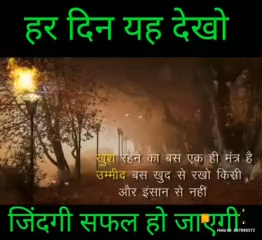 हर दिन यह देखो
खुश रहने का बस एक ही मंत्र है
उम्मीद बस खुद से रखो किसी
और इंसान से नहीं
जिंदगी सफल हो जाएगी